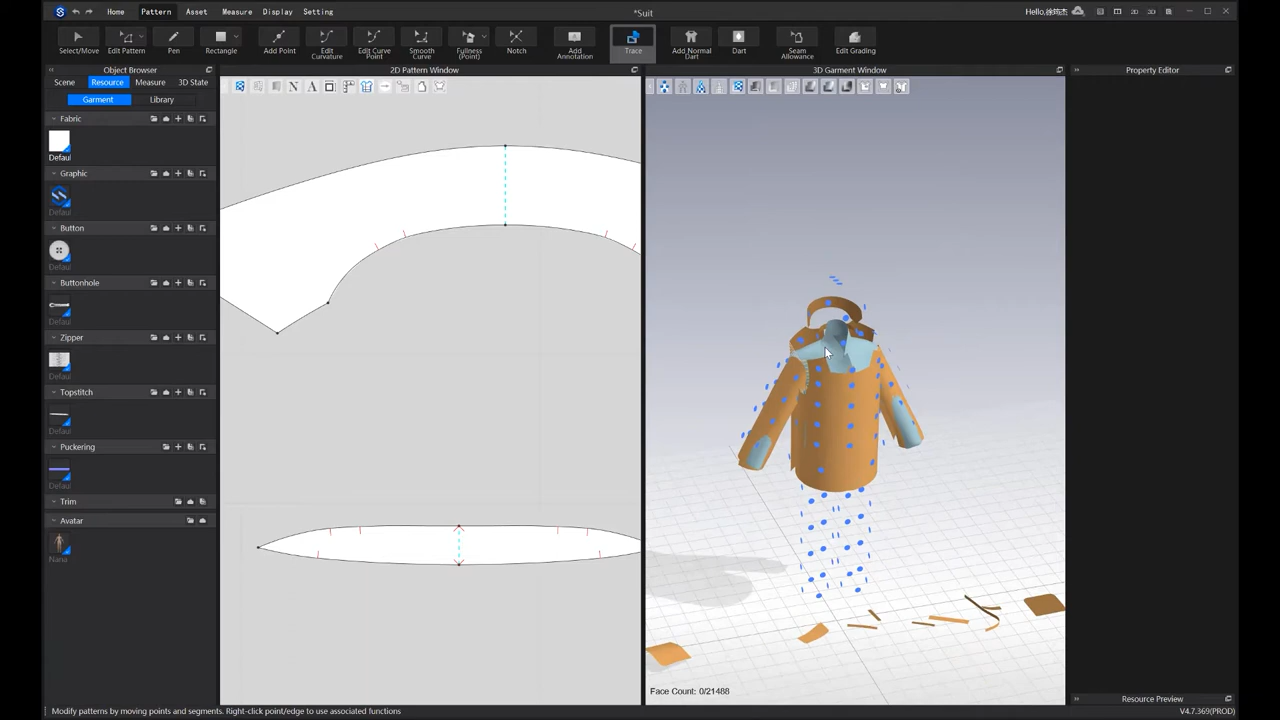 Home Pattern Asset Measure Display Setting
*Suit
Hello,徐筠杰
Select/Move Edit Pattern Pen Rectangle Add Point Edit Curvature Edit Curve Point Smooth Curve Fullness (Point) Notch Add Annotation Trace Add Normal Dart Dart Seam Allowance Edit Grading
Object Browser
2D Pattern Window
3D Garment Window
Property Editor
Scene Resource Measure 3D State
Garment Library
Fabric
Defaul
Graphic
Defaul
Button
Defaul
Buttonhole
Defaul
Zipper
Defaul
Topstitch
Defaul
Puckering
Defaul
Trim
Avatar
Nana
Face Count: 0/21488
Resource Preview
Modify patterns by moving points and segments. Right-click point/edge to use associated functions
V4.7.369(PROD)